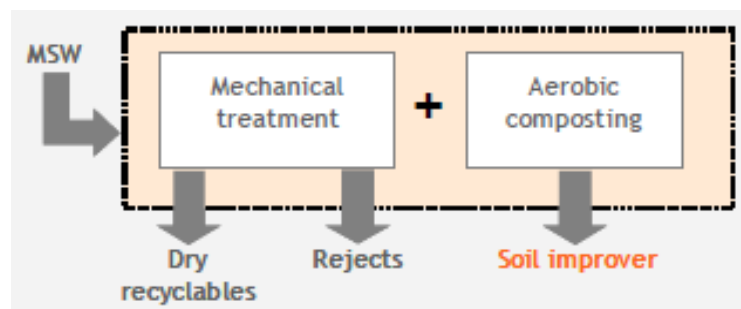 MSW
Mechanical
treatment
+
Aerobic
composting
Dry
recyclables
Rejects
Soil improver